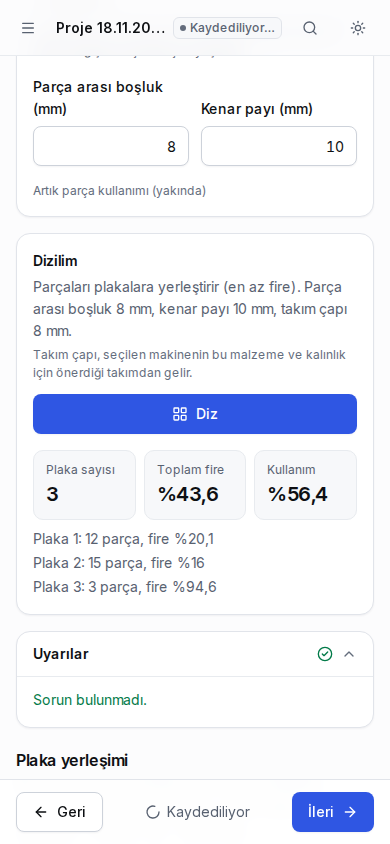 Proje 18.11.20... Kaydediliyor...
Parça arası boşluk
(mm)
Kenar payı (mm)
8
10
Artık parça kullanımı (yakında)
Dizilim
Parçaları plakalara yerleştirir (en az fire). Parça
arası boşluk 8 mm, kenar payı 10 mm, takım çapı
8 mm.
Takım çapı, seçilen makinenin bu malzeme ve kalınlık
için önerdiği takımdan gelir.
Diz
Plaka sayısı
3
Toplam fire
%43,6
Kullanım
%56,4
Plaka 1: 12 parça, fire %20,1
Plaka 2: 15 parça, fire %16
Plaka 3: 3 parça, fire %94,6
Uyarılar
Sorun bulunmadı.
Plaka yerleşimi
Geri
Kaydediliyor
İleri